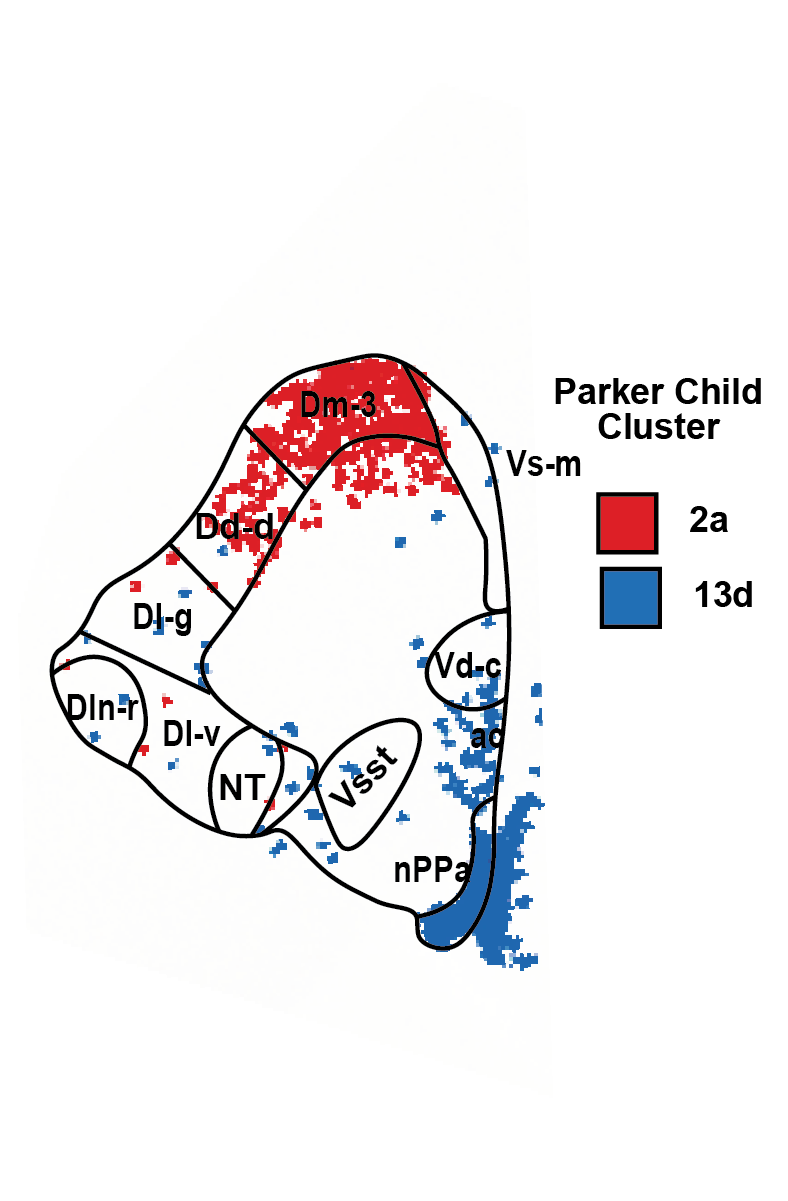 Parker Child
Cluster
Dm-3
Vs-m
2a
Dd-d
13d
Dl-g
Vd-c
Dln-r
Dl-v
ac
NT
Vsst
nPPa